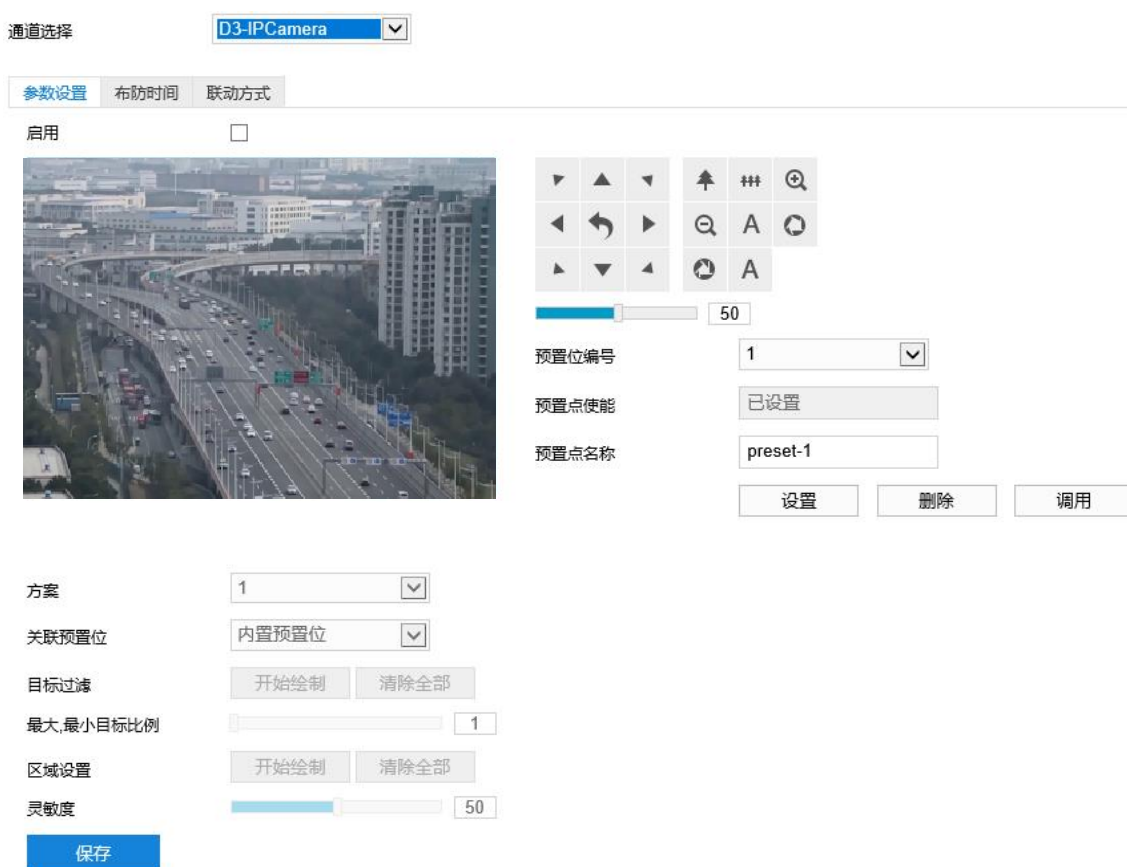 通道选择 D3-IPCamera
参数设置 布防时间 联动方式
启用
A
A
50
预置位编号 1
预置点使能 已设置
预置点名称 preset-1
设置 删除 调用
方案 1
关联预置位 内置预置位
目标过滤 开始绘制 清除全部
最大,最小目标比例 1
区域设置 开始绘制 清除全部
灵敏度 50
保存